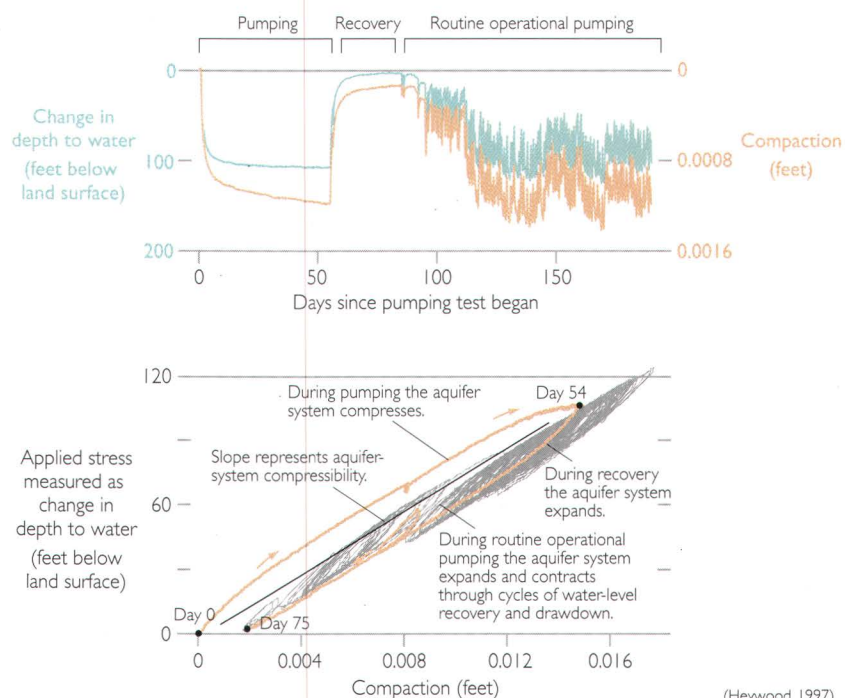 Pumping
Recovery
Routine operational pumping
Change in
depth to water
(feet below
land surface)
0
100
200
0
0.0008
0.0016
Compaction
(feet)
0
50
100
150
Days since pumping test began
Applied stress
measured as
change in
depth to water
(feet below
land surface)
120
60
0
During pumping the aquifer
system compresses.
Day 54
Slope represents aquifer-
system compressibility.
During recovery
the aquifer system
expands.
During routine operational
pumping the aquifer system
expands and contracts
through cycles of water-level
recovery and drawdown.
Day 0
Day 75
0
0.004
0.008
0.012
0.016
Compaction (feet)
(Heywood, 1997)